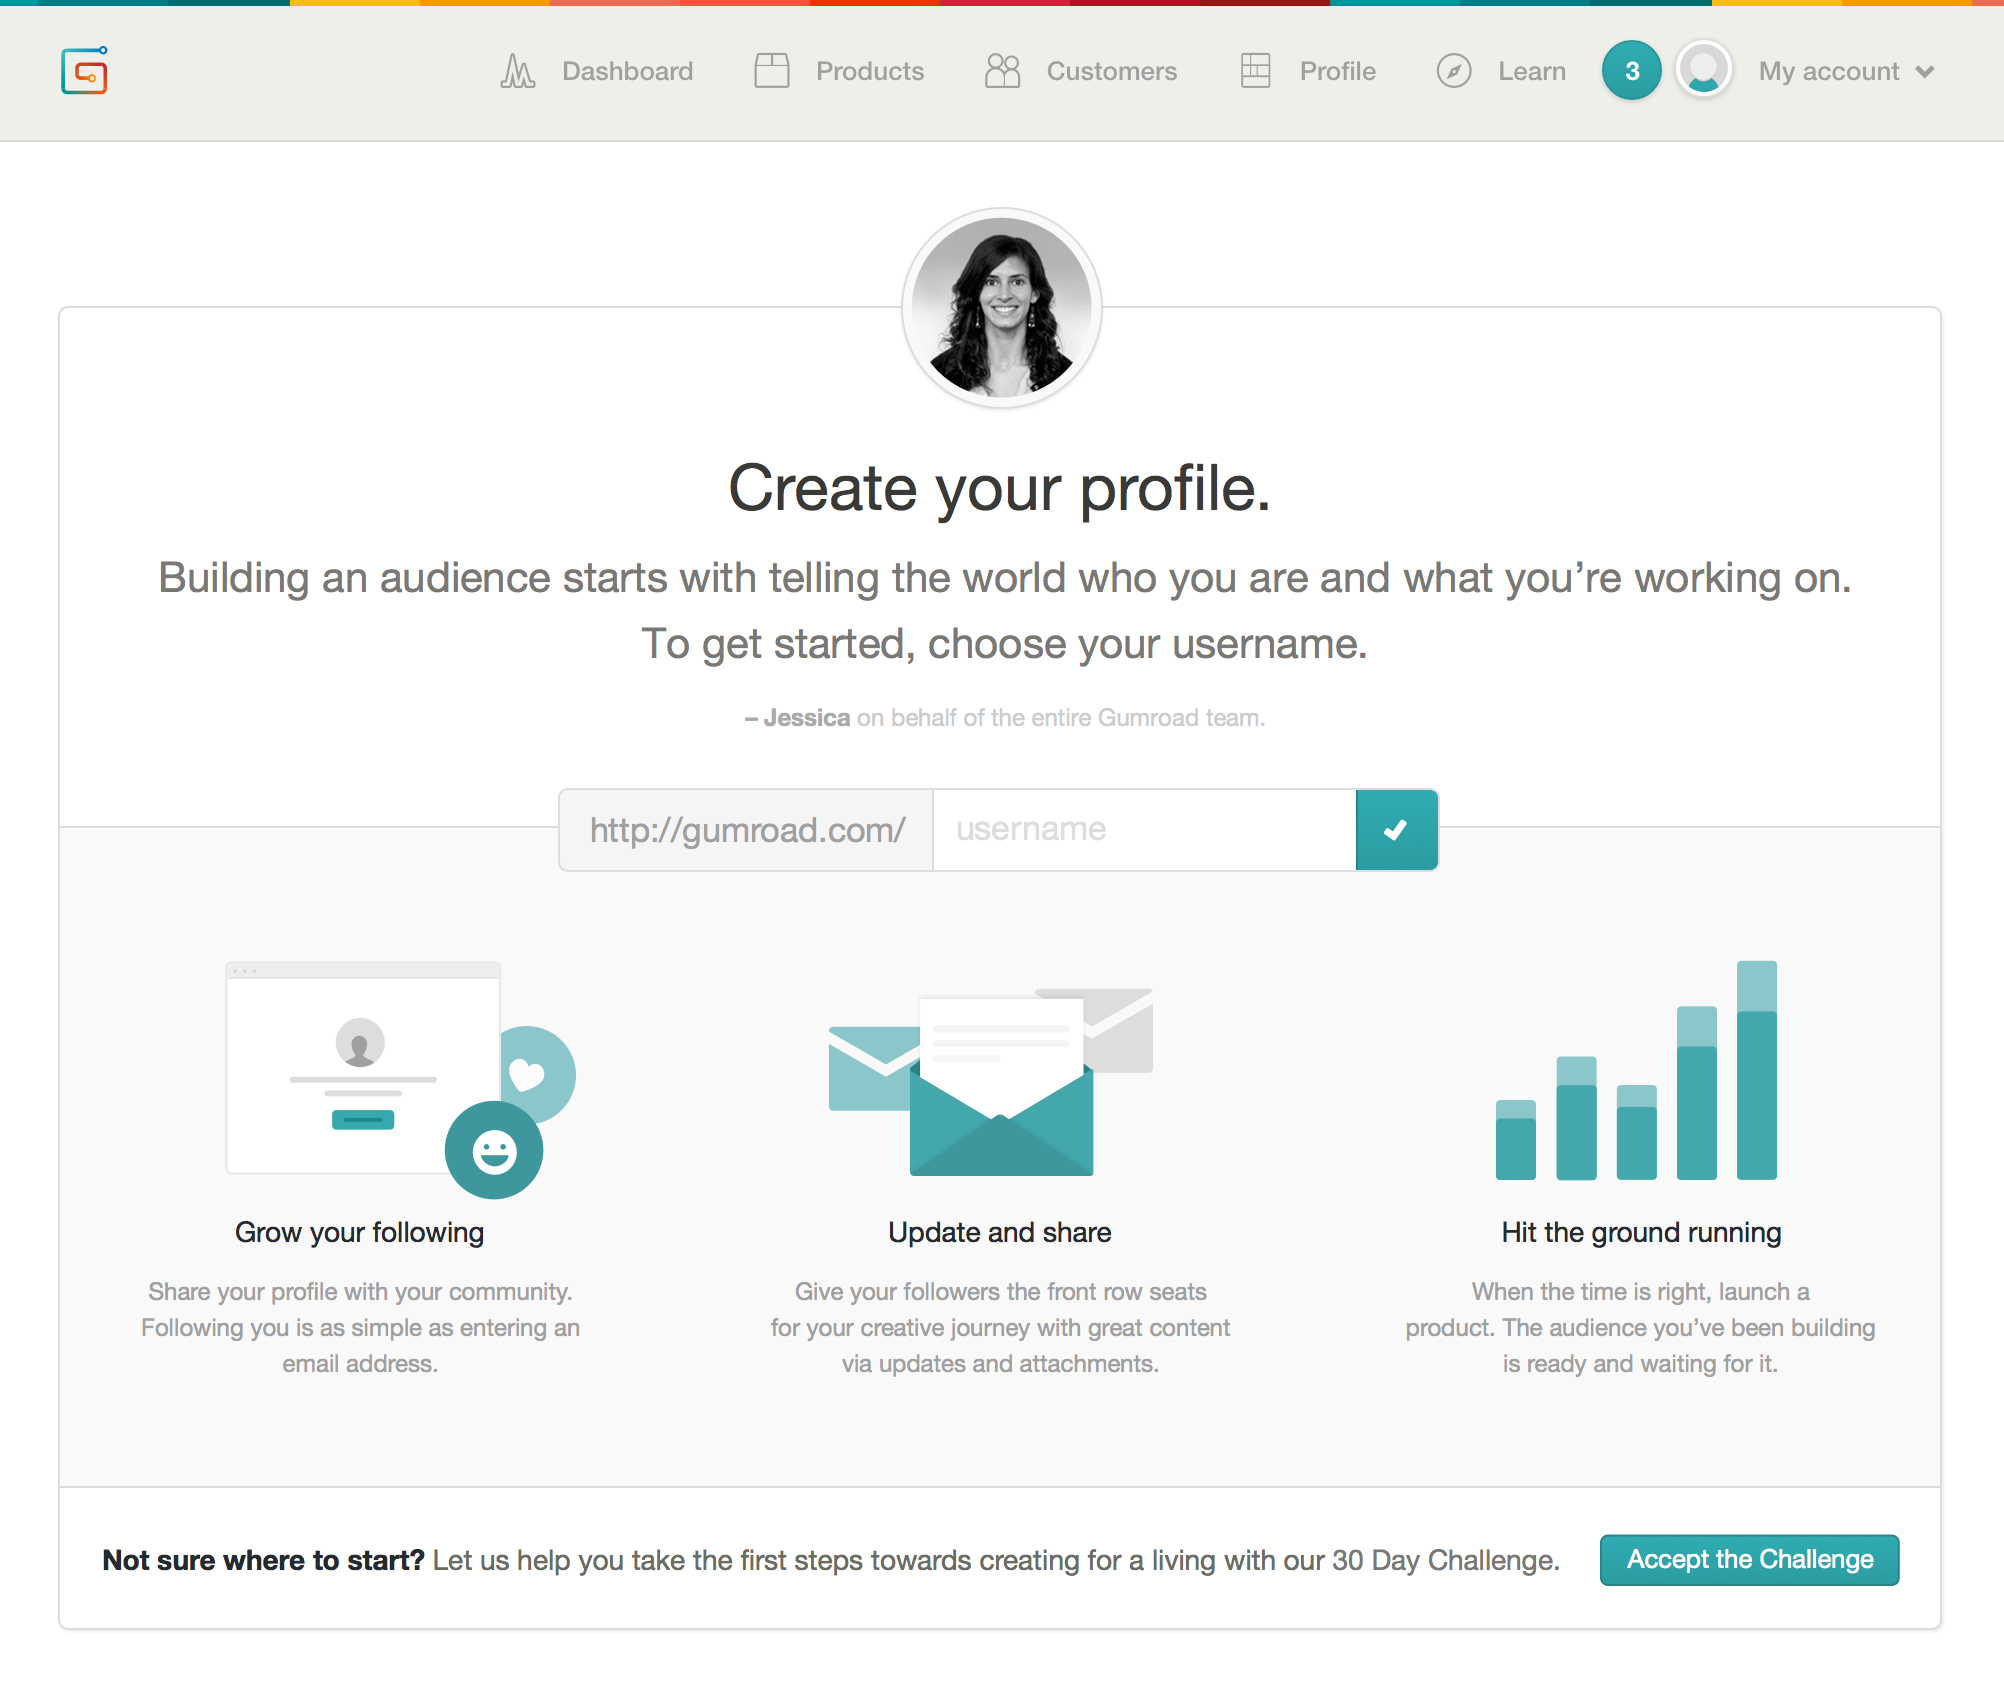 Dashboard
Products
Customers
Profile
Learn
3
My account
Create your profile.
Building an audience starts with telling the world who you are and what you’re working on.
To get started, choose your username.
– Jessica on behalf of the entire Gumroad team.
http://gumroad.com/
username
Grow your following
Share your profile with your community.
Following you is as simple as entering an
email address.
Update and share
Give your followers the front row seats
for your creative journey with great content
via updates and attachments.
Hit the ground running
When the time is right, launch a
product. The audience you’ve been building
is ready and waiting for it.
Not sure where to start? Let us help you take the first steps towards creating for a living with our 30 Day Challenge.
Accept the Challenge